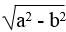 √a² - b²